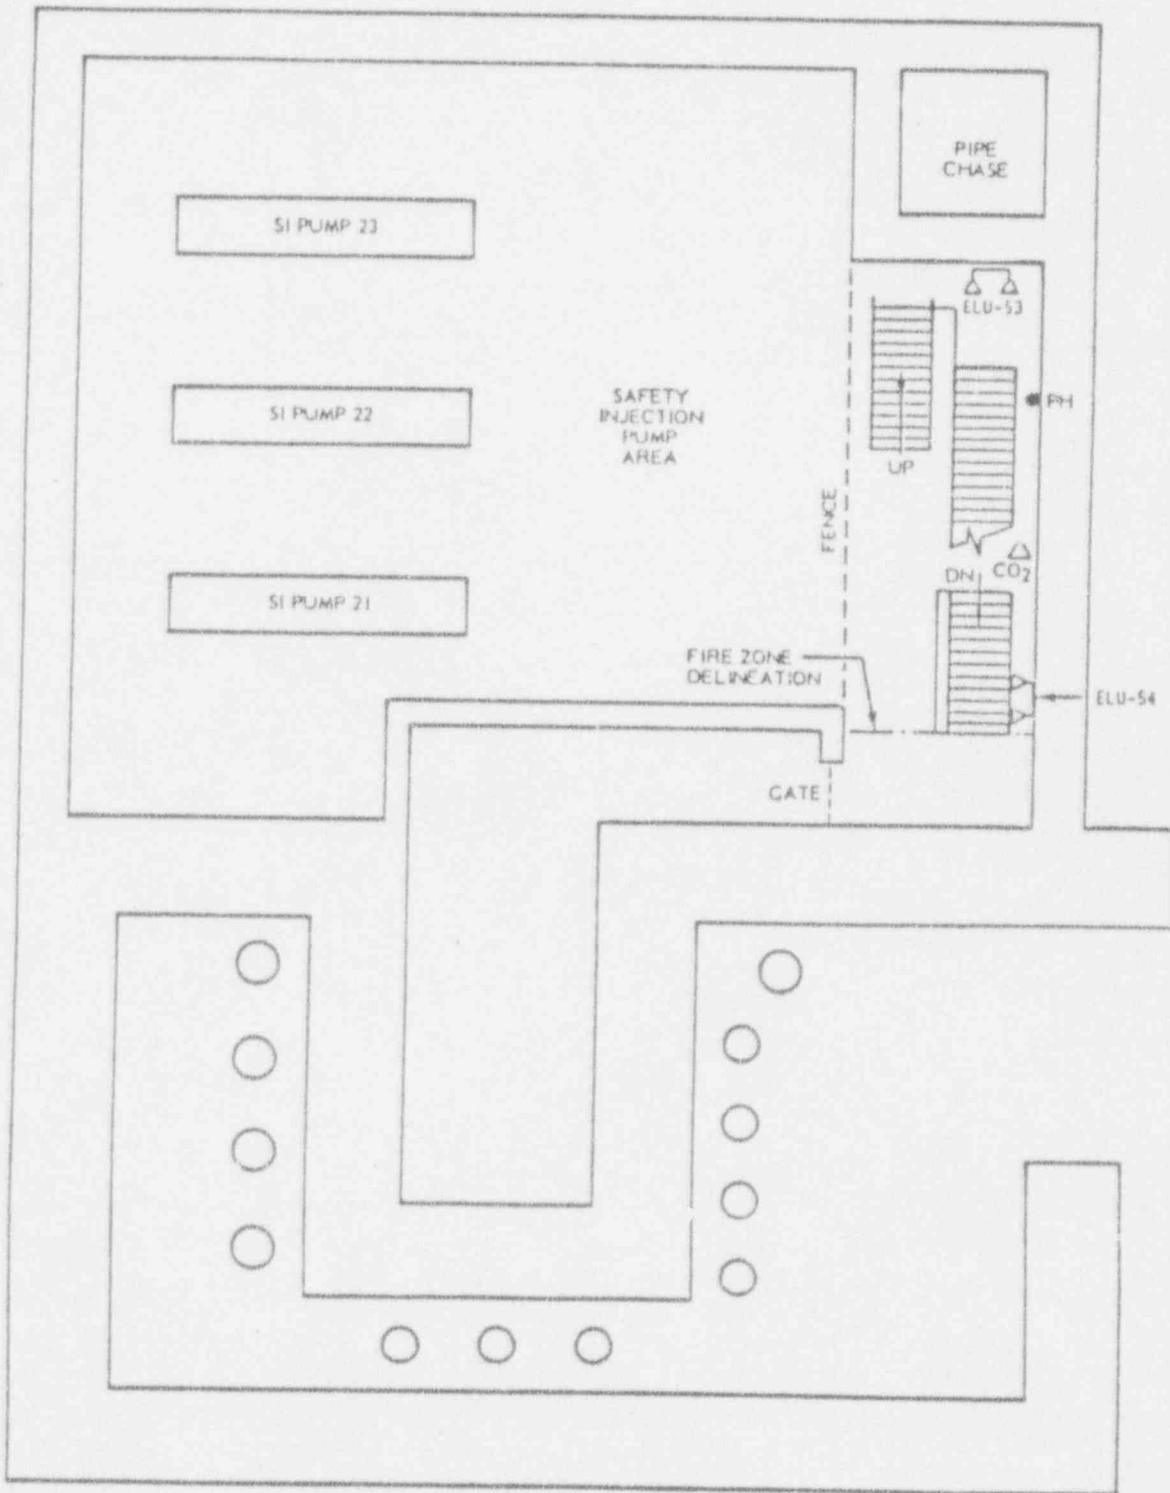 PIPE
CHASE
SI PUMP 23
ELU-53
SI PUMP 22
SAFETY
INJECTION
PUMP
AREA
PH
UP
FENCE
DN
CO2
SI PUMP 21
FIRE ZONE
DELINEATION
ELU-54
GATE